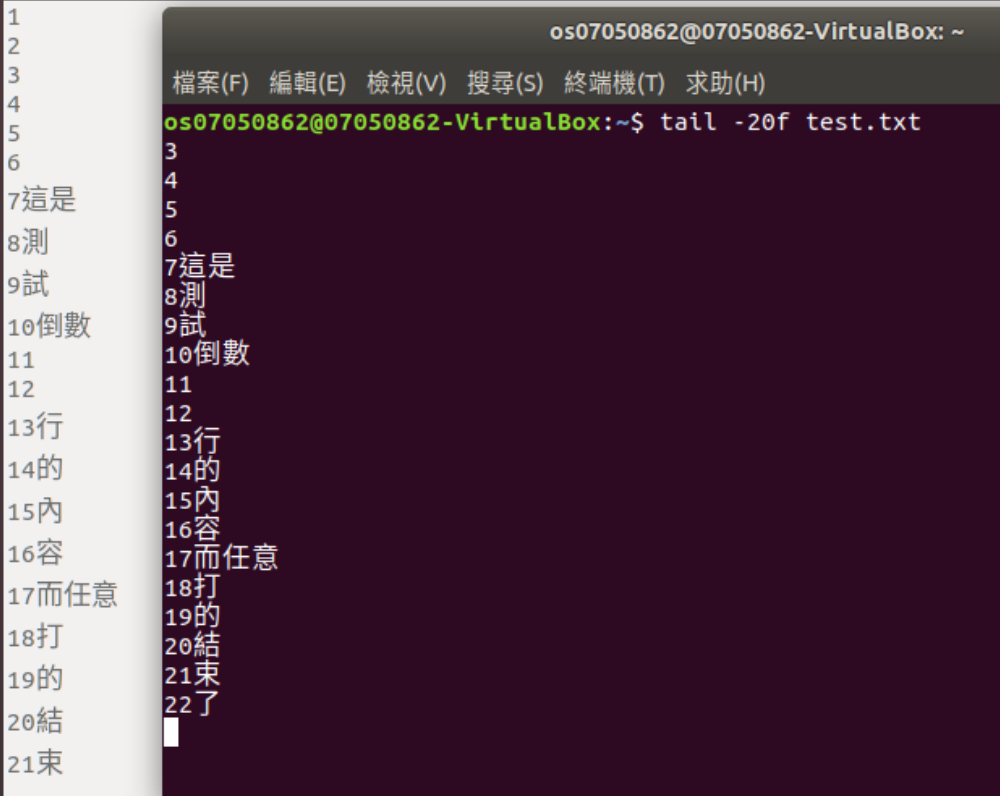 1
2
3
4
5
6
7這是
8測
9試
10倒數
11
12
13行
14的
15內
16容
17而任意
18打
19的
20結
21束
os07050862@07050862-VirtualBox: ~
檔案(F) 編輯(E) 檢視(V) 搜尋(S) 終端機(T) 求助(H)
os07050862@07050862-VirtualBox:~$ tail -20f test.txt
3
4
5
6
7這是
8測
9試
10倒數
11
12
13行
14的
15內
16容
17而任意
18打
19的
20結
21束
22了